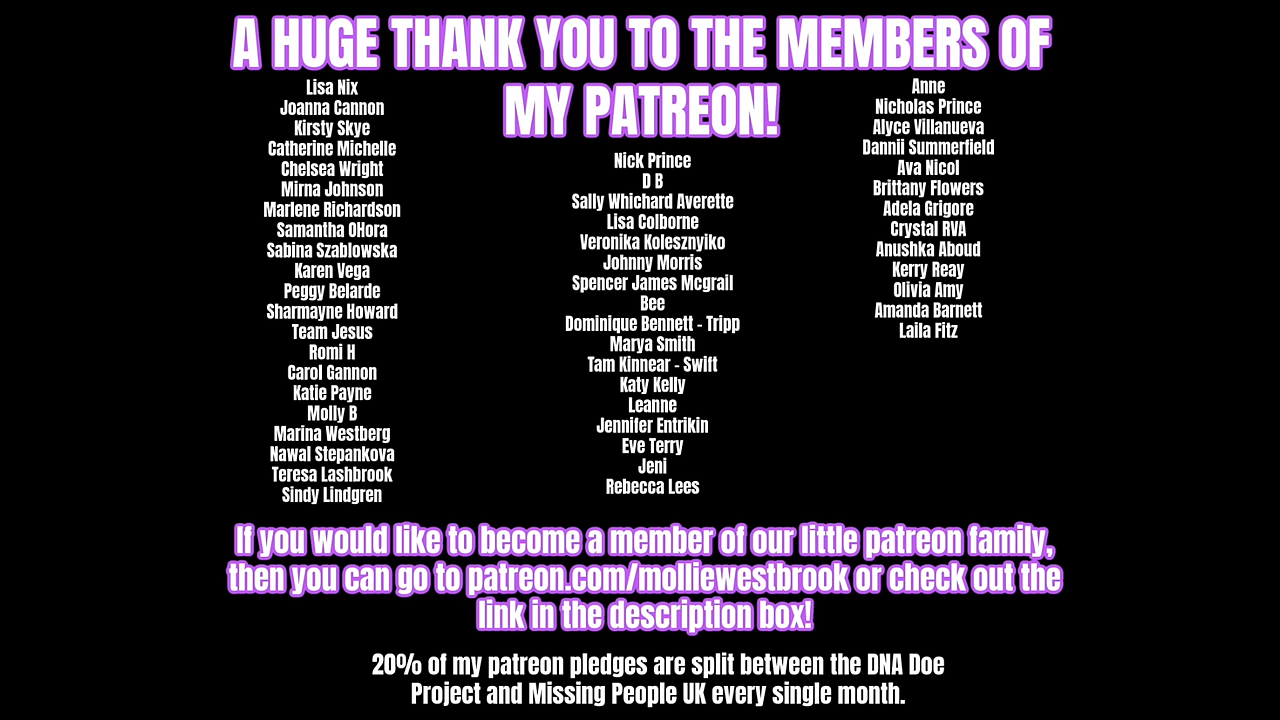 A HUGE THANK YOU TO THE MEMBERS OF
MY PATREON!
Lisa Nix
Joanna Cannon
Kirsty Skye
Catherine Michelle
Chelsea Wright
Mirna Johnson
Marlene Richardson
Samantha OHora
Sabina Szablowska
Karen Vega
Peggy Belarde
Sharmayne Howard
Team Jesus
Romi H
Carol Gannon
Katie Payne
Molly B
Marina Westberg
Nawal Stepankova
Teresa Lashbrook
Sindy Lindgren
Nick Prince
D B
Sally Whichard Averette
Lisa Colborne
Veronika Kolesznyiko
Johnny Morris
Spencer James Mcgrail
Bee
Dominique Bennett - Tripp
Marya Smith
Tam Kinnear - Swift
Katy Kelly
Leanne
Jennifer Entrikin
Eve Terry
Jeni
Rebecca Lees
Anne
Nicholas Prince
Alyce Villanueva
Dannii Summerfield
Ava Nicol
Brittany Flowers
Adela Grigore
Crystal RVA
Anushka Aboud
Kerry Reay
Olivia Amy
Amanda Barnett
Laila Fitz
If you would like to become a member of our little patreon family,
then you can go to patreon.com/molliewestbrook or check out the
link in the description box!
20% of my patreon pledges are split between the DNA Doe
Project and Missing People UK every single month.